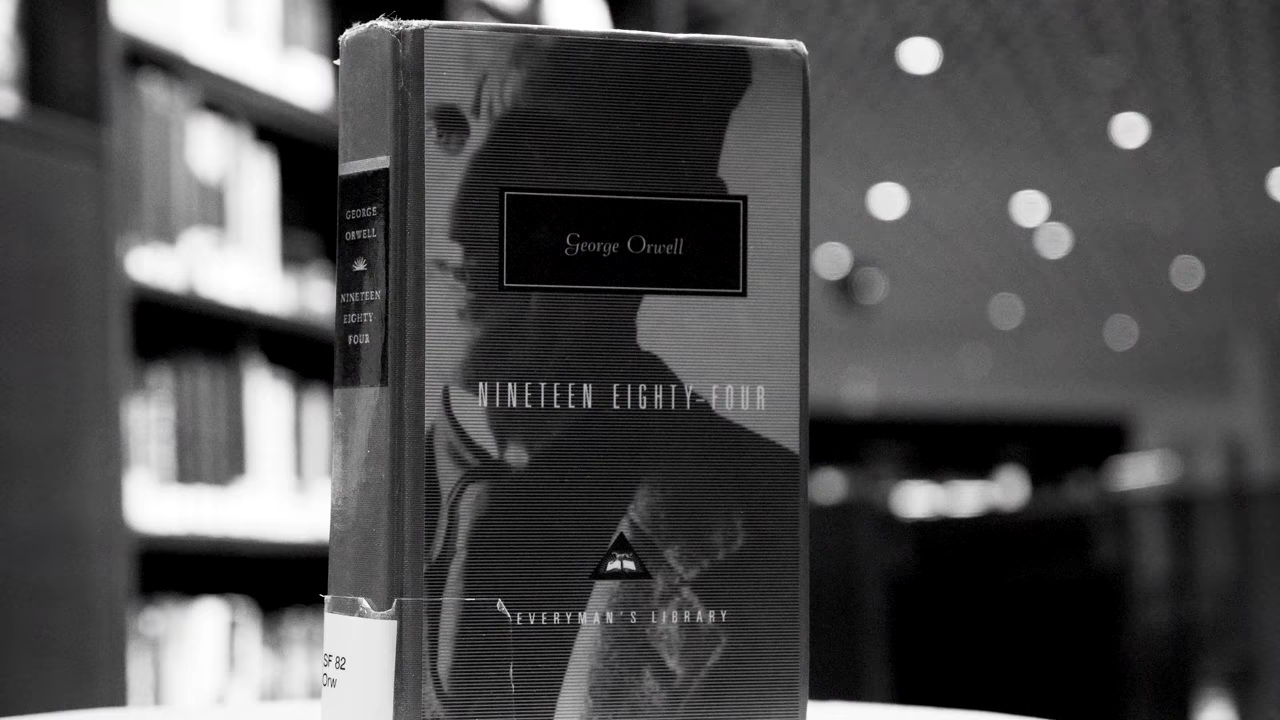 GEORGE
ORWELL
NINETEEN
EIGHTY
FOUR
SF 82
Orw
George Orwell
NINETEEN EIGHTY-FOUR
EVERYMAN'S LIBRARY